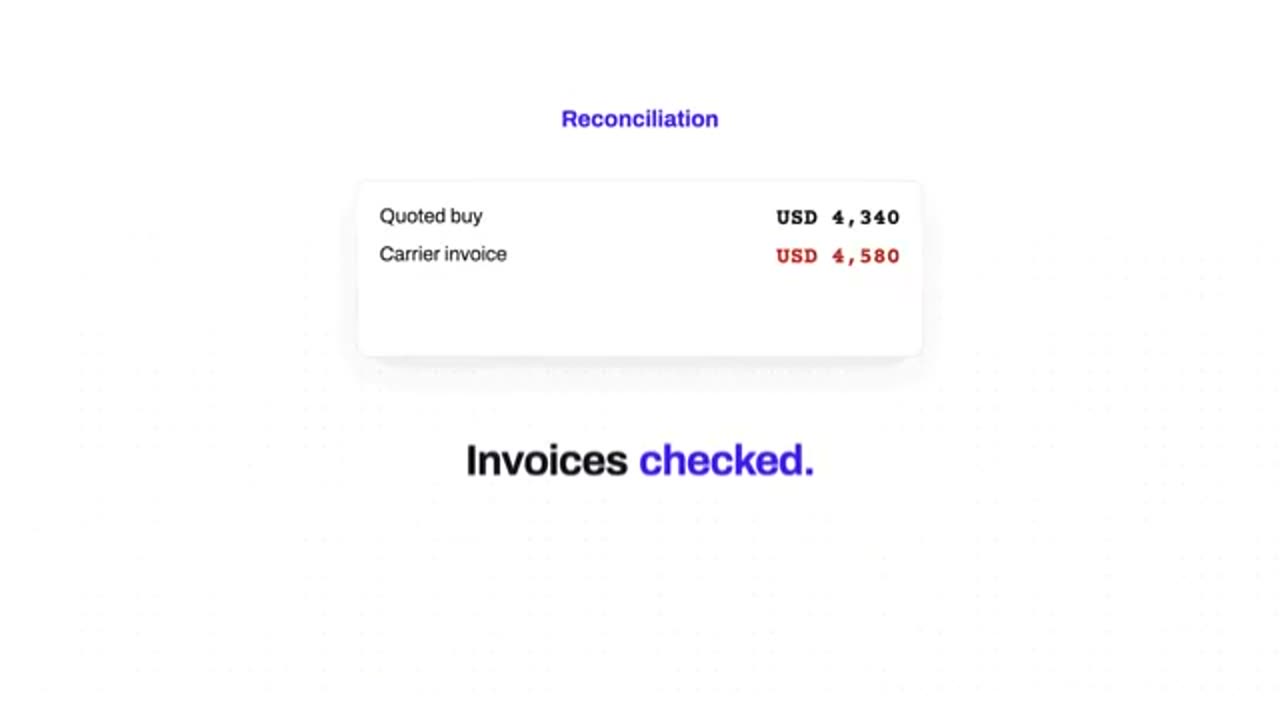 Reconciliation
Quoted buy USD 4,340
Carrier invoice USD 4,580
Invoices checked.